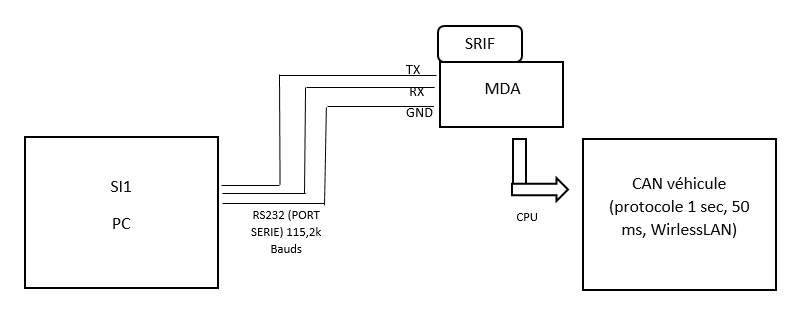 SRIF
MDA
TX
RX
GND
SI1
PC
RS232 (PORT
SERIE) 115,2k
Bauds
CPU
CAN véhicule
(protocole 1 sec, 50
ms, WirlessLAN)